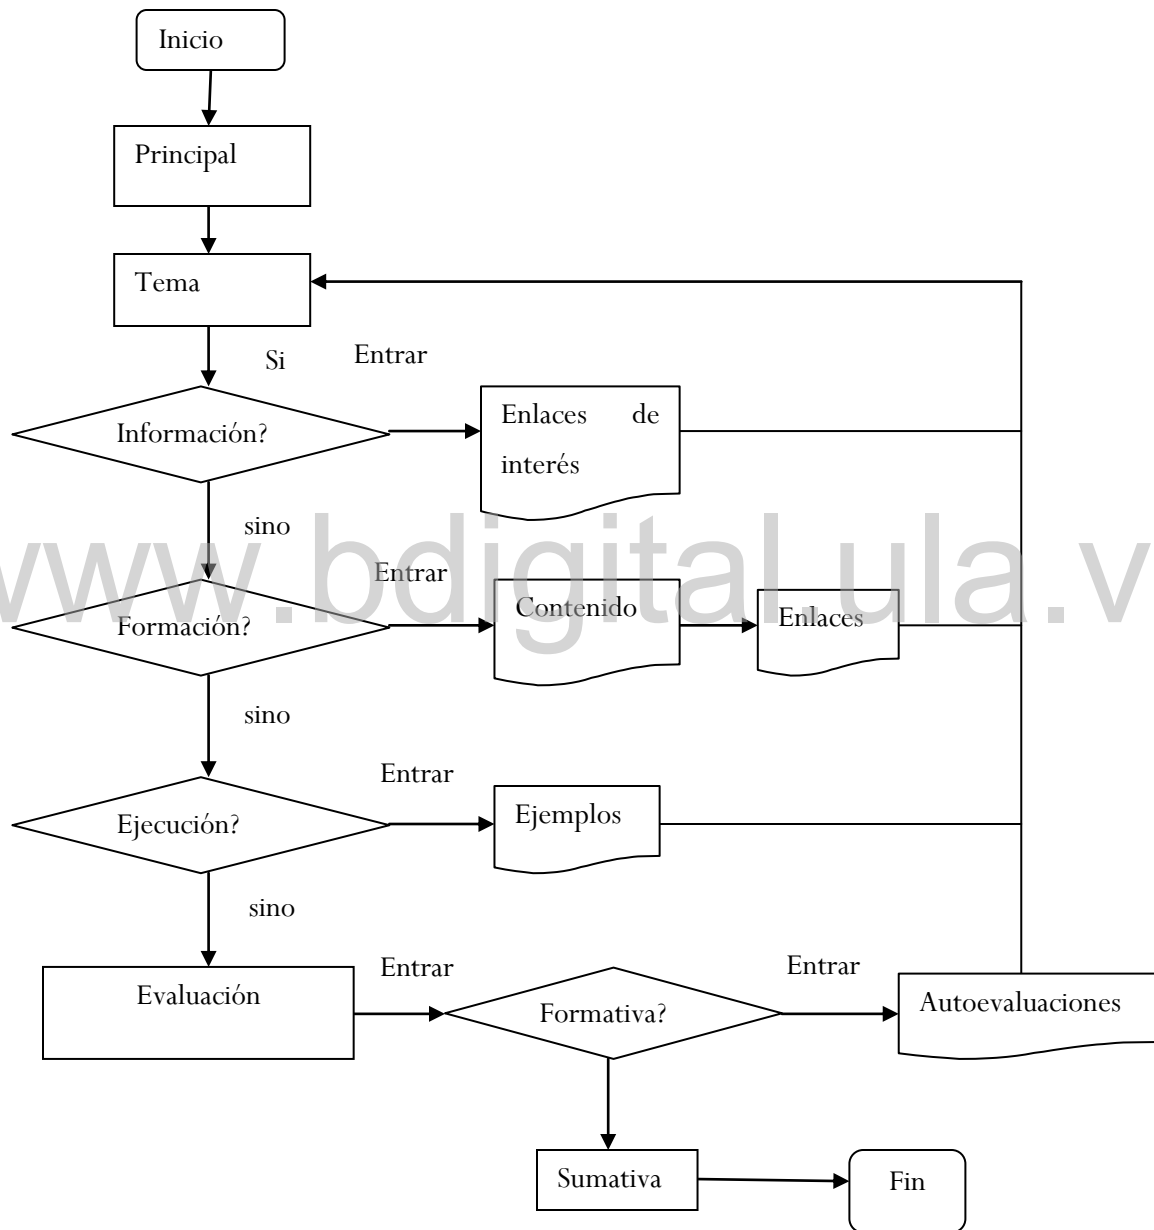 Inicio
Principal
Tema
Si
Entrar
Información?
Enlaces de
interés
sino
www.bdigital.ula.v
Entrar
Formación?
Contenido
Enlaces
sino
Entrar
Ejecución?
Ejemplos
sino
Evaluación
Entrar
Formativa?
Entrar
Autoevaluaciones
Sumativa
Fin